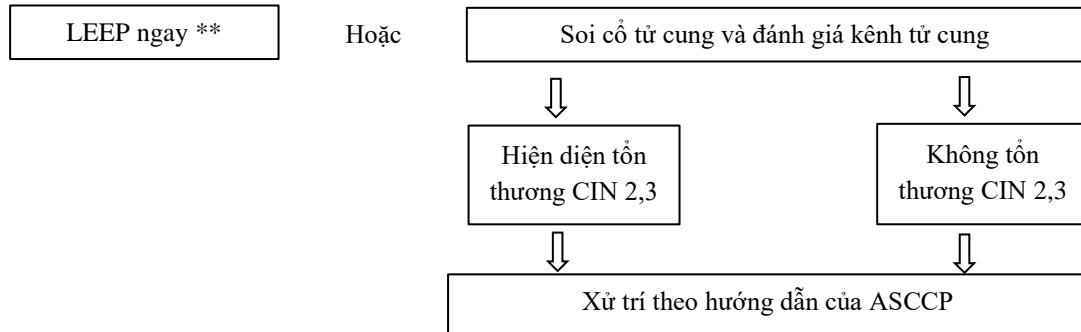 LEEP ngay **
Hoặc
Soi cổ tử cung và đánh giá kênh tử cung
Hiện diện tổn
thương CIN 2,3
Không tổn
thương CIN 2,3
Xử trí theo hướng dẫn của ASCCP